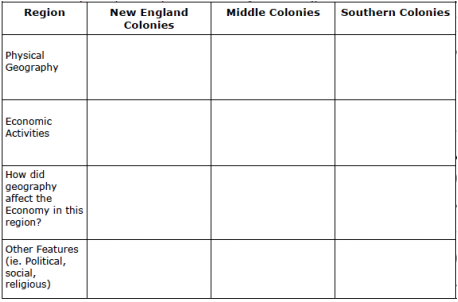 Region
New England
Colonies
Middle Colonies
Southern Colonies
Physical
Geography
Economic
Activities
How did
geography
affect the
Economy in this
region?
Other Features
(ie. Political,
social,
religious)